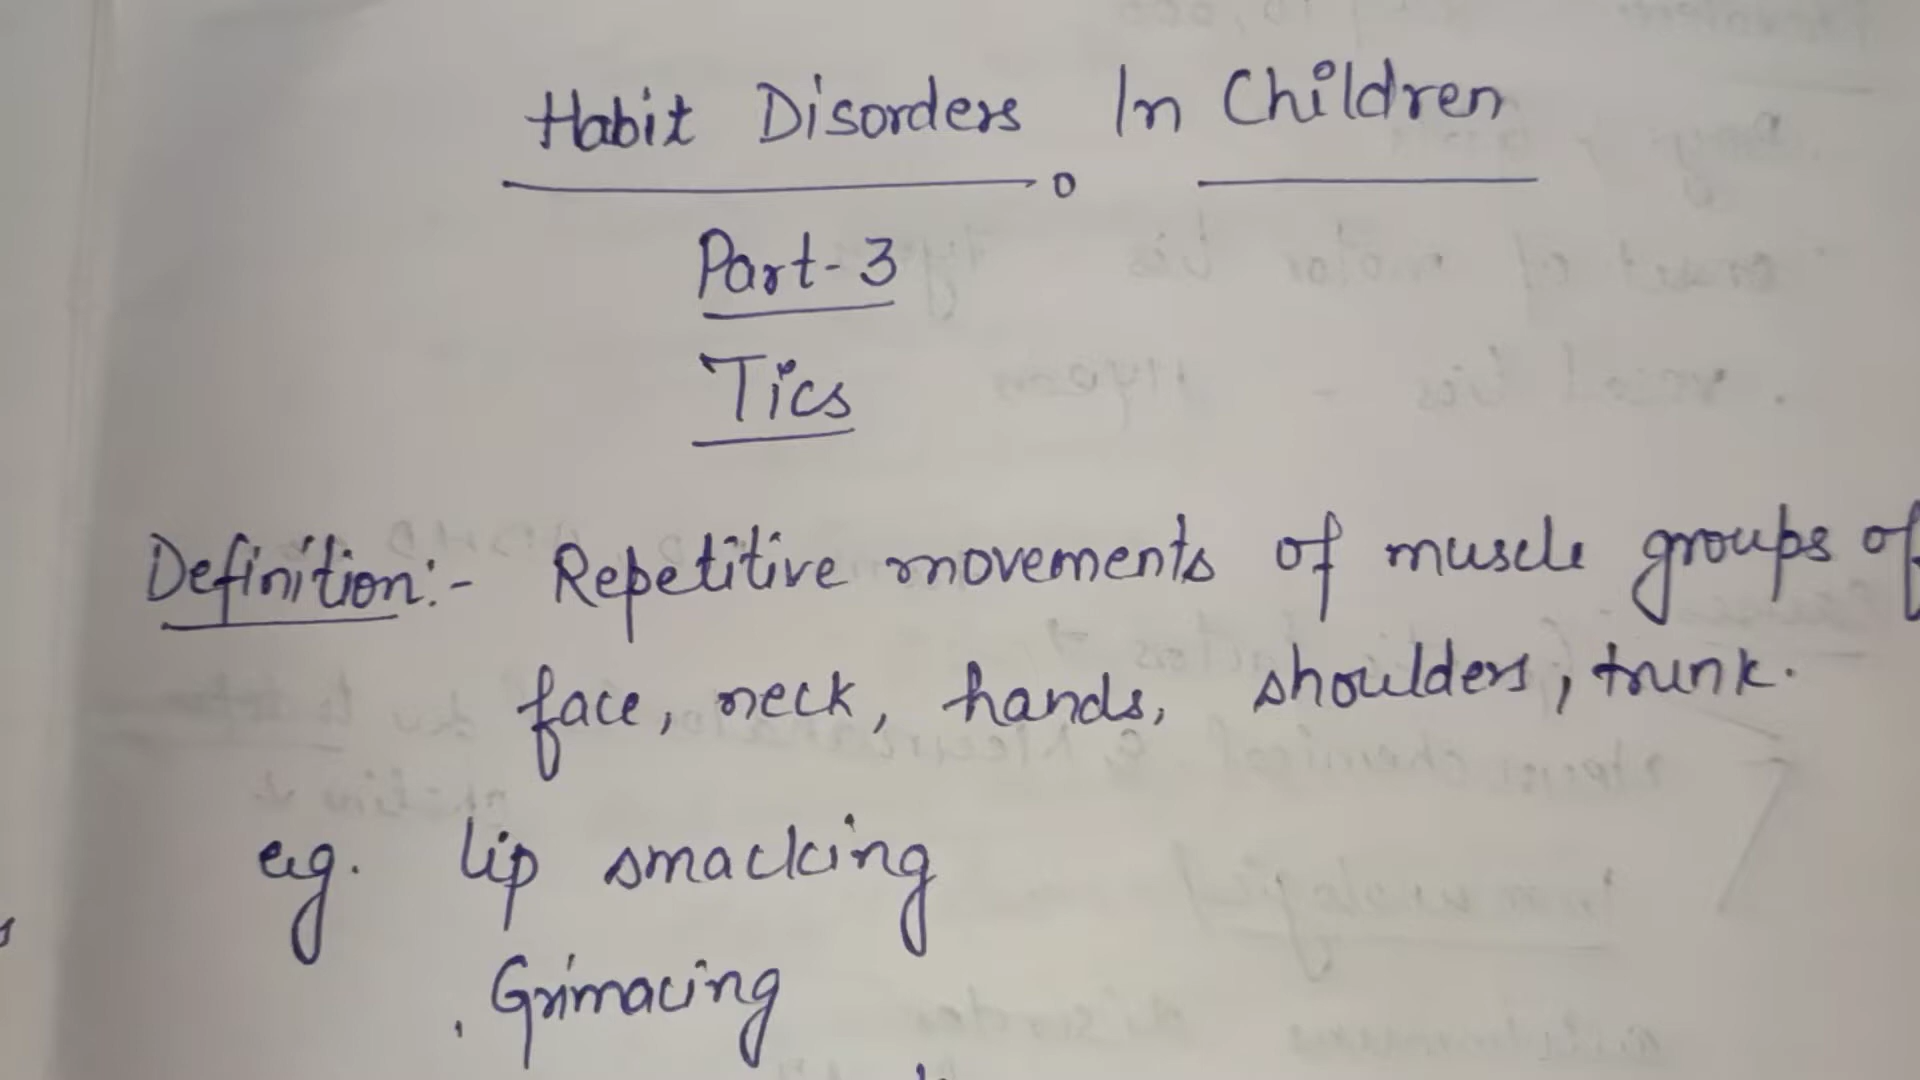 Habit Disorders In Children
Part-3
Tics
Definition:- Repetitive movements of muscle groups of
face, neck, hands, shoulders, trunk.
eg. lip smacking
. Grimacing